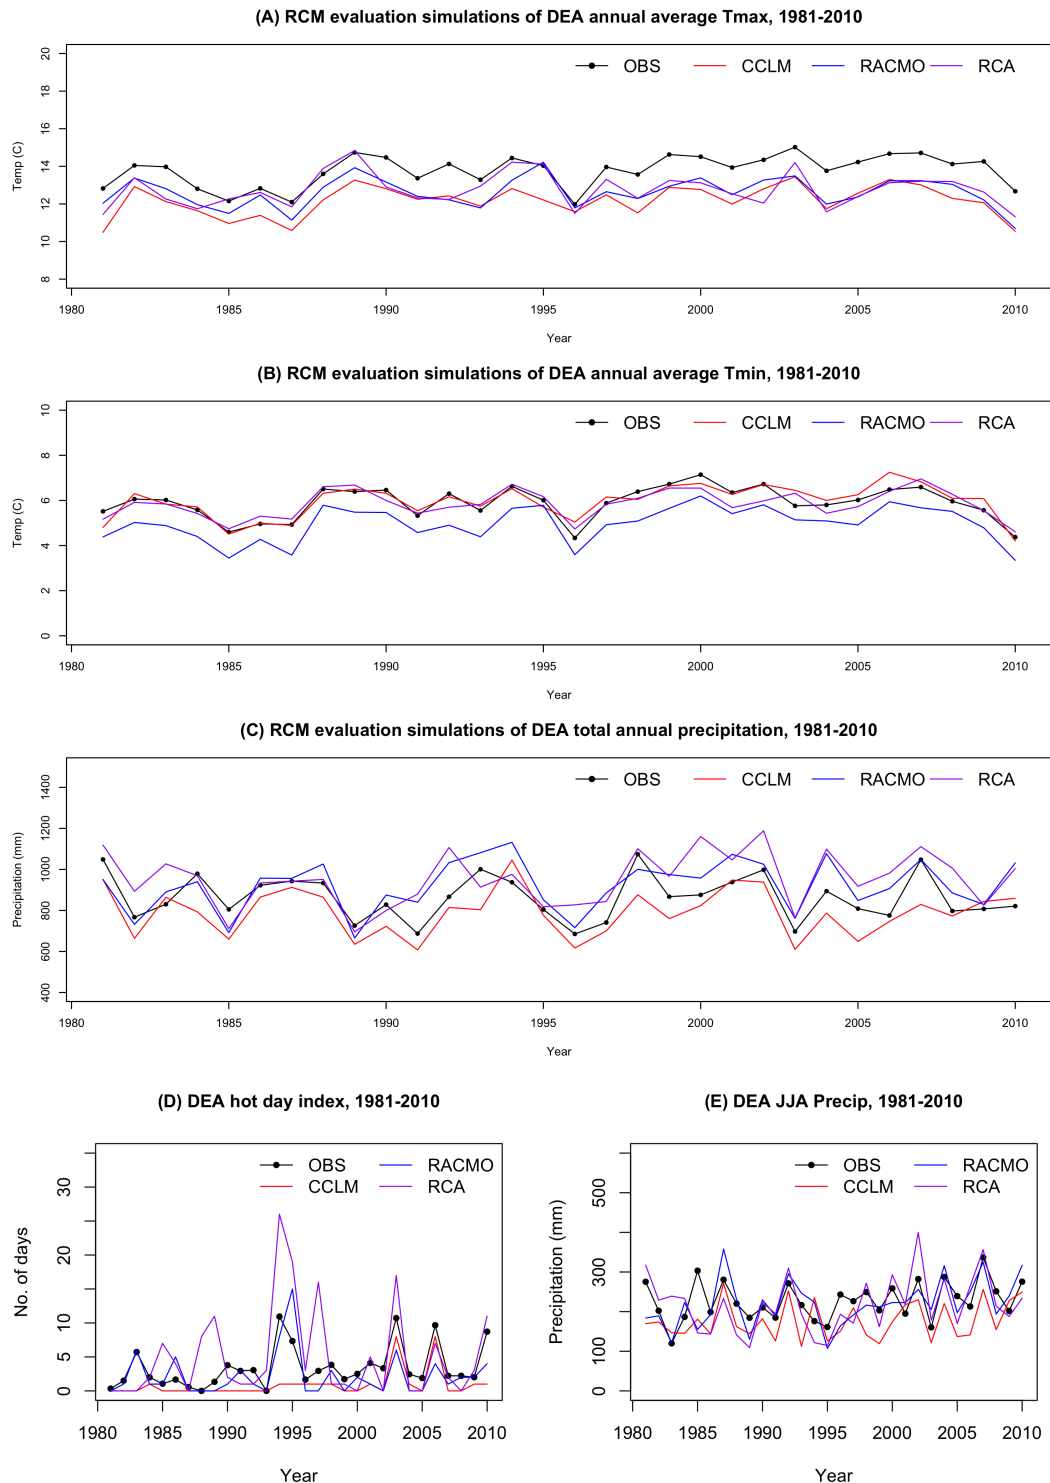 (A) RCM evaluation simulations of DEA annual average Tmax, 1981-2010
OBS CCLM RACMO RCA
20
18
16
14
12
10
8
Temp (C)
1980 1985 1990 1995 2000 2005 2010
Year
(B) RCM evaluation simulations of DEA annual average Tmin, 1981-2010
OBS CCLM RACMO RCA
10
8
6
4
2
0
Temp (C)
1980 1985 1990 1995 2000 2005 2010
Year
(C) RCM evaluation simulations of DEA total annual precipitation, 1981-2010
OBS CCLM RACMO RCA
1400
1200
1000
800
600
400
Precipitation (mm)
1980 1985 1990 1995 2000 2005 2010
Year
(D) DEA hot day index, 1981-2010
OBS RACMO
CCLM RCA
30
20
10
5
0
No. of days
1980 1985 1990 1995 2000 2005 2010
Year
(E) DEA JJA Precip, 1981-2010
OBS RACMO
CCLM RCA
500
300
100
0
Precipitation (mm)
1980 1985 1990 1995 2000 2005 2010
Year